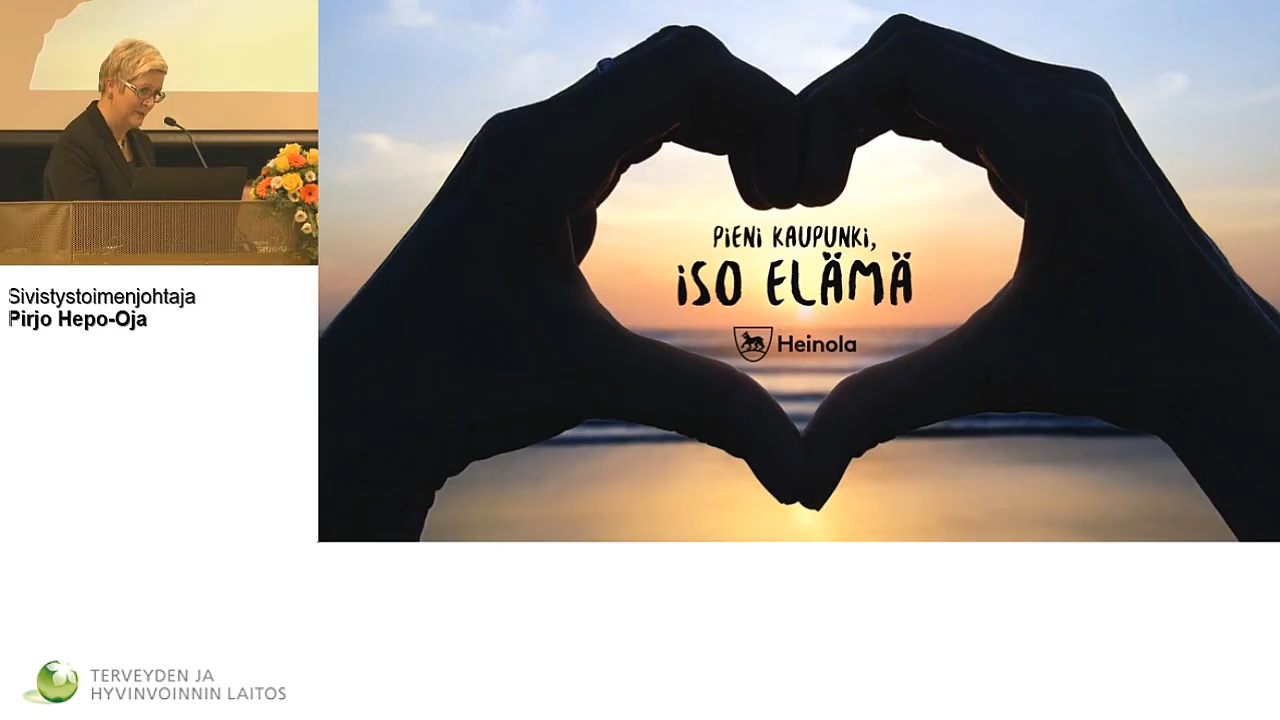 Sivistystoimenjohtaja
Pirjo Hepo-Oja
PIENI KAUPUNKI,
ISO ELÄMÄ
Heinola
TERVEYDEN JA
HYVINVOINNIN LAITOS